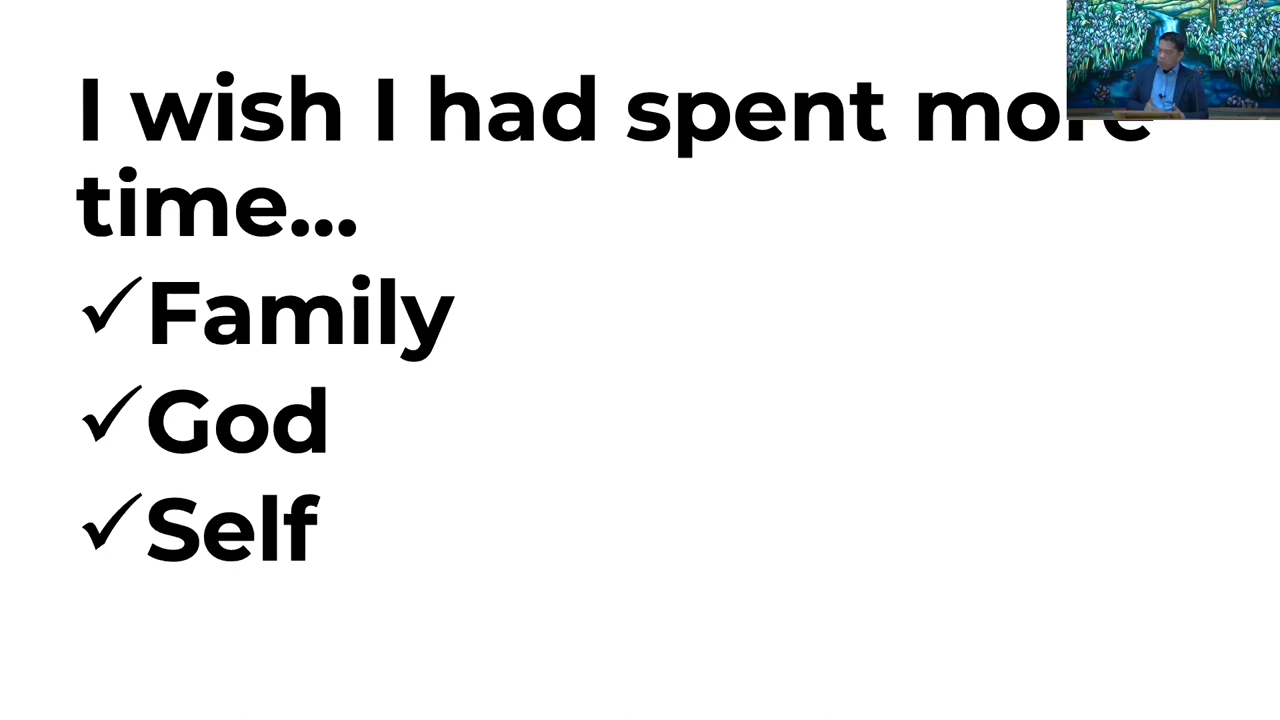 I wish I had spent more
time...
✓Family
✓God
✓Self